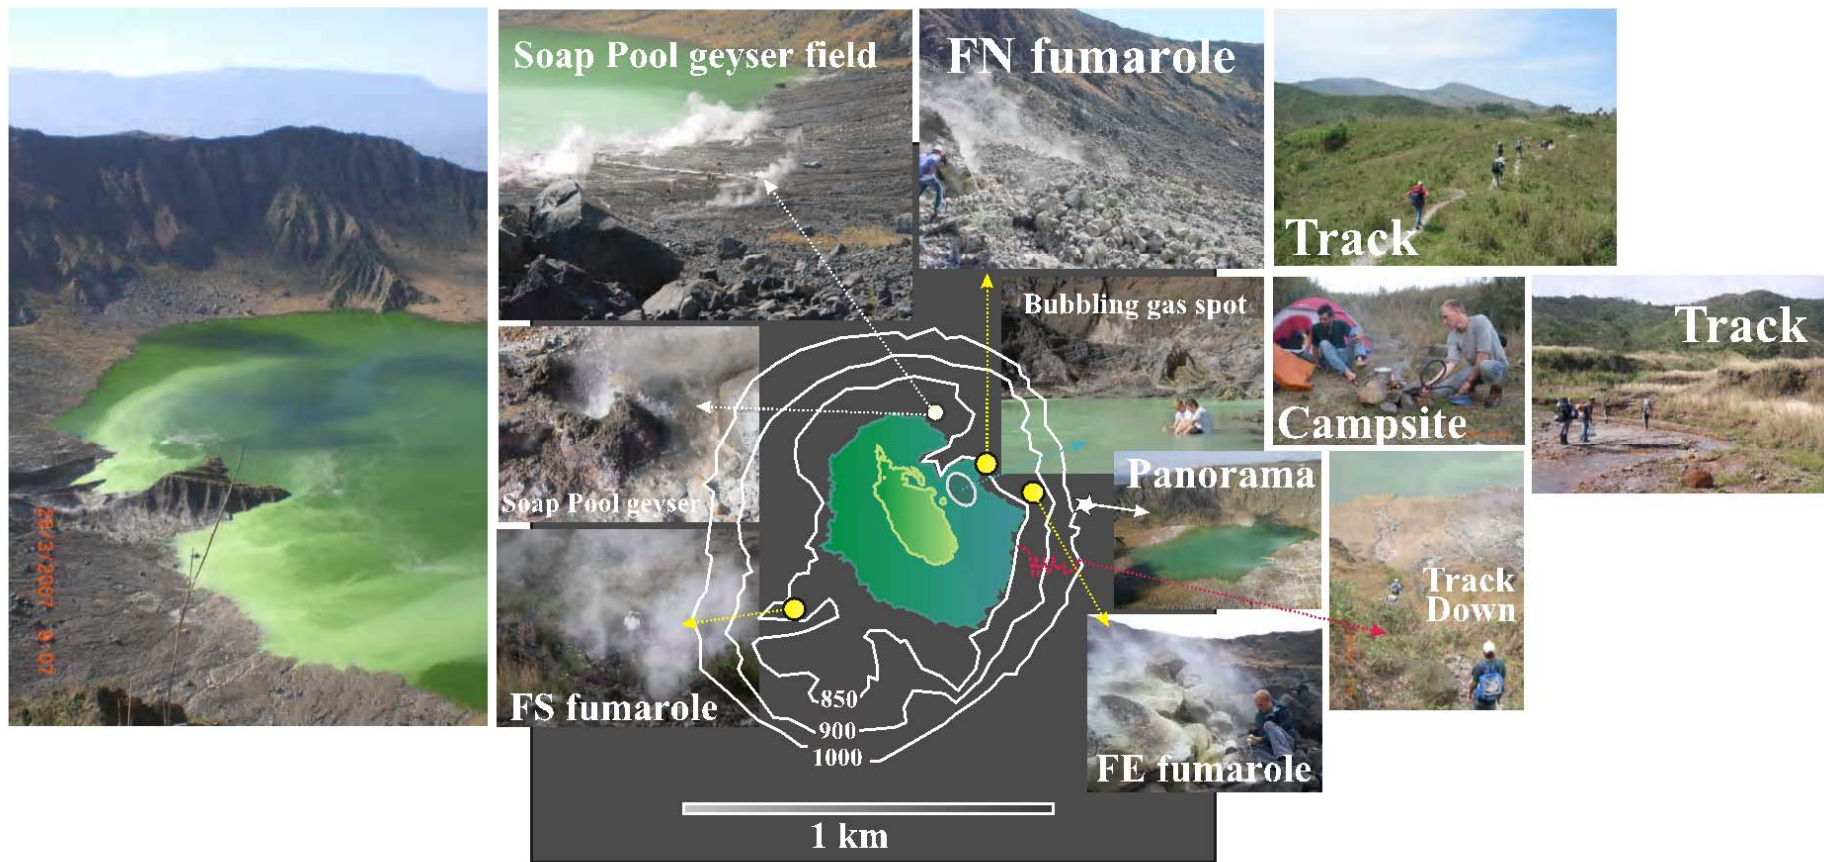 Soap Pool geyser field
FN fumarole
Track
Bubbling gas spot
Campsite
Track
Soap Pool geyser
Panorama
Track
Down
FS fumarole
FE fumarole
850
900
1000
1 km